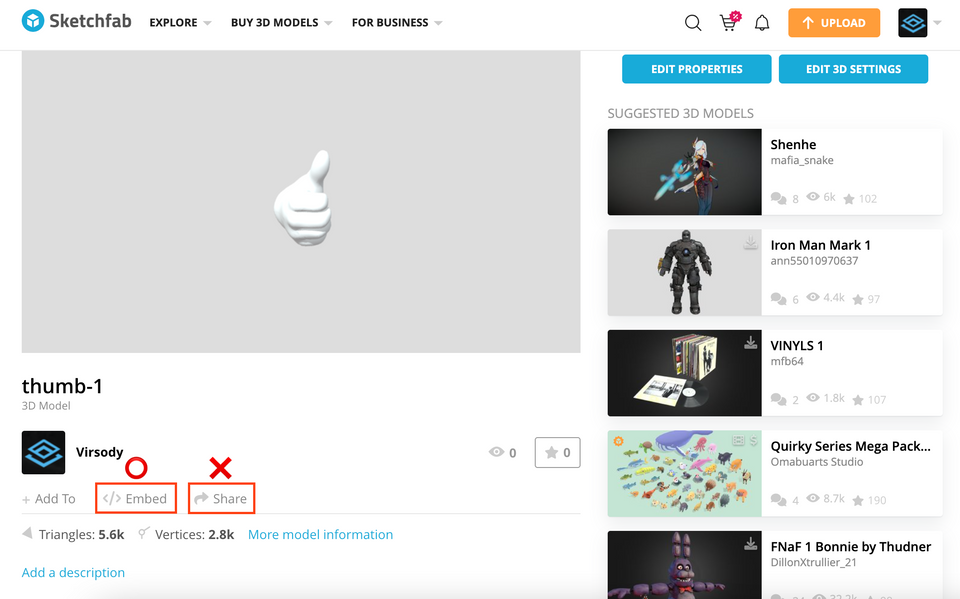 Sketchfab
EXPLORE
BUY 3D MODELS
FOR BUSINESS
%
UPLOAD
EDIT PROPERTIES
EDIT 3D SETTINGS
SUGGESTED 3D MODELS
Shenhe
mafia_snake
8 6k 102
Iron Man Mark 1
ann55010970637
6 4.4k 97
VINYLS 1
mfb64
2 1.8k 107
Quirky Series Mega Pack...
Omabuarts Studio
4 8.7k 190
FNaF 1 Bonnie by Thudner
DillonXtrullier_21
thumb-1
3D Model
Virsody
0
0
+ Add To
</> Embed
Share
Triangles: 5.6k Vertices: 2.8k More model information
Add a description